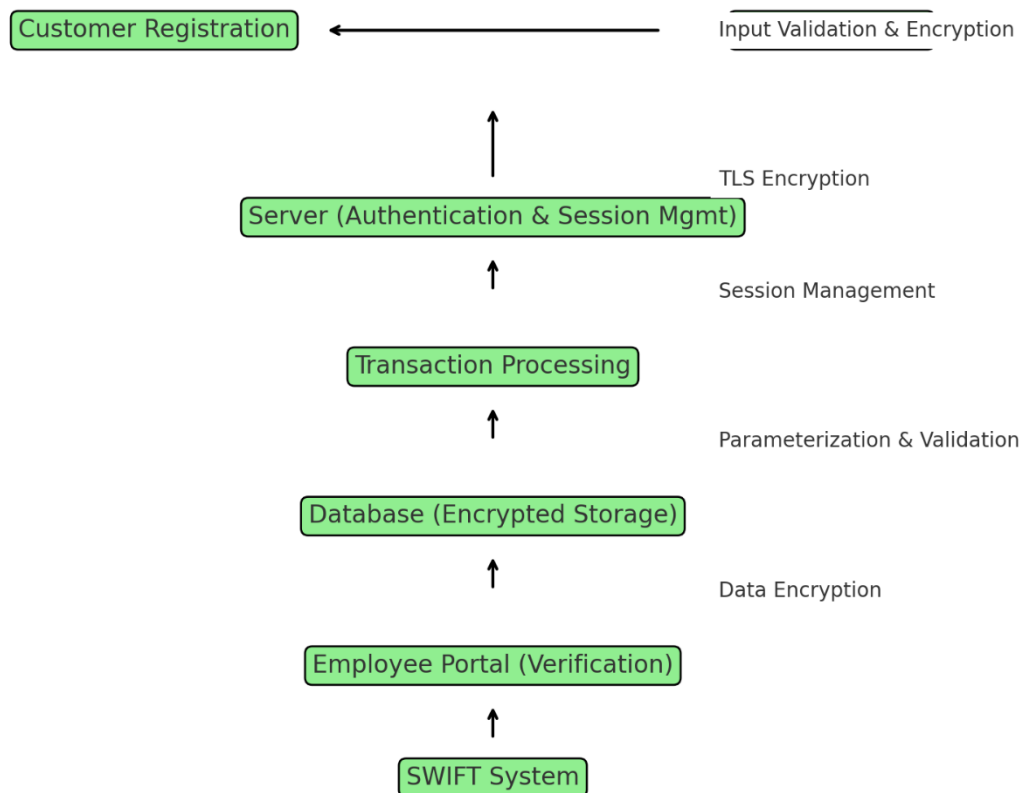 Customer Registration
Input Validation & Encryption
TLS Encryption
Server (Authentication & Session Mgmt)
Session Management
Transaction Processing
Parameterization & Validation
Database (Encrypted Storage)
Data Encryption
Employee Portal (Verification)
SWIFT System